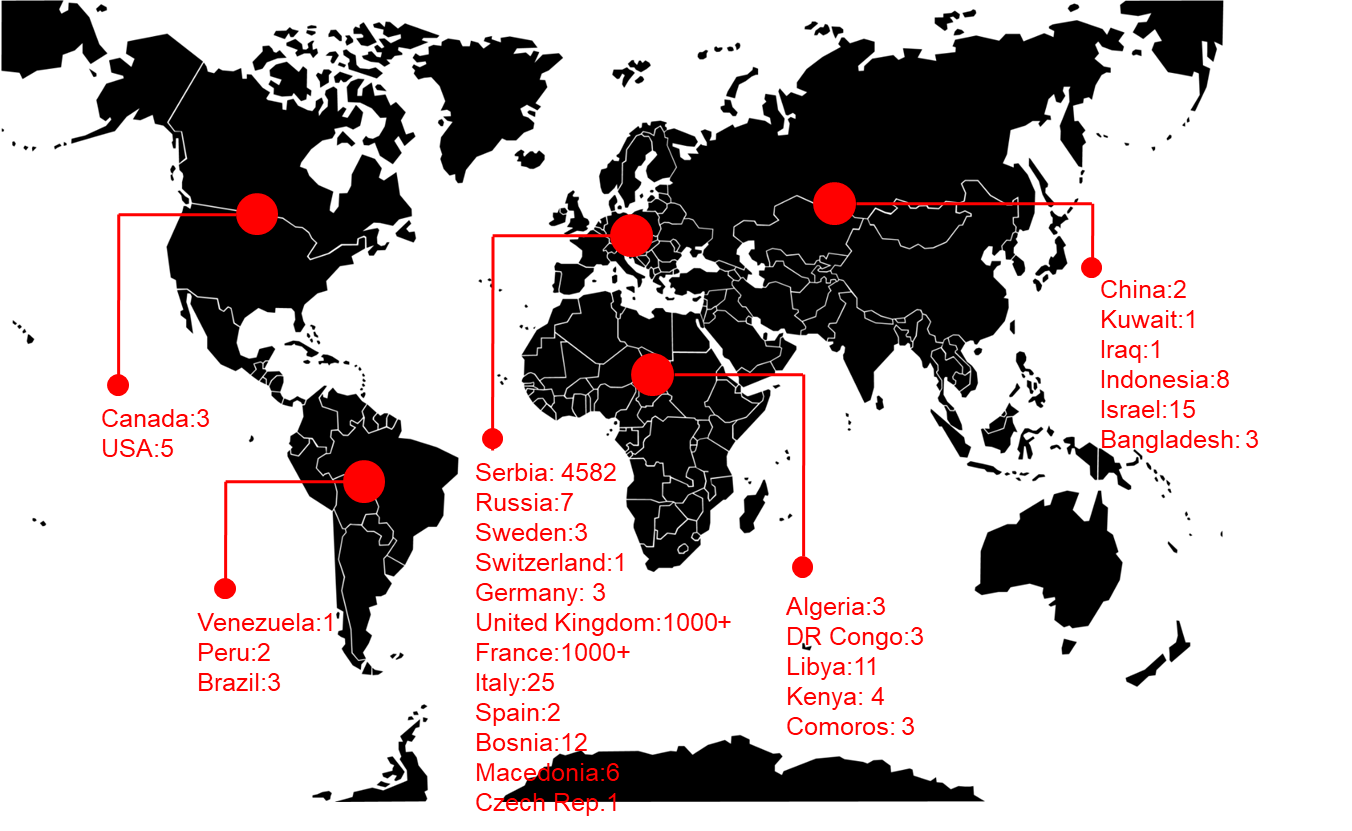 Canada:3
USA:5
Venezuela:1
Peru:2
Brazil:3
Serbia: 4582
Russia:7
Sweden:3
Switzerland:1
Germany: 3
United Kingdom:1000+
France:1000+
Italy:25
Spain:2
Bosnia:12
Macedonia:6
Czech Rep.1
Algeria:3
DR Congo:3
Libya:11
Kenya: 4
Comoros: 3
China:2
Kuwait:1
Iraq:1
Indonesia:8
Israel:15
Bangladesh: 3